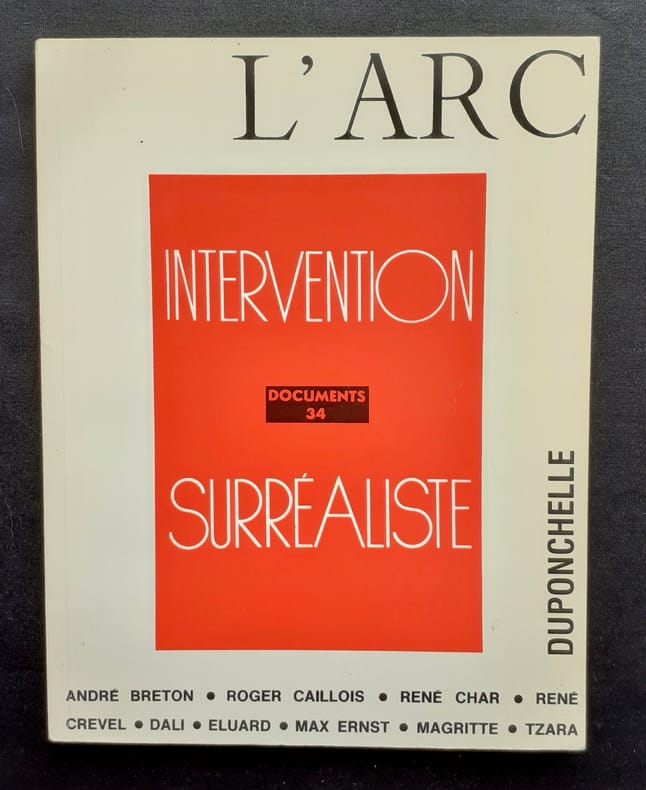 L'ARC
INTERVENTION
DOCUMENTS
34
SURRÉALISTE
DUPONCHELLE
ANDRÉ BRETON • ROGER CAILLOIS • RENÉ CHAR • RENÉ
CREVEL • DALI • ELUARD • MAX ERNST • MAGRITTE • TZARA